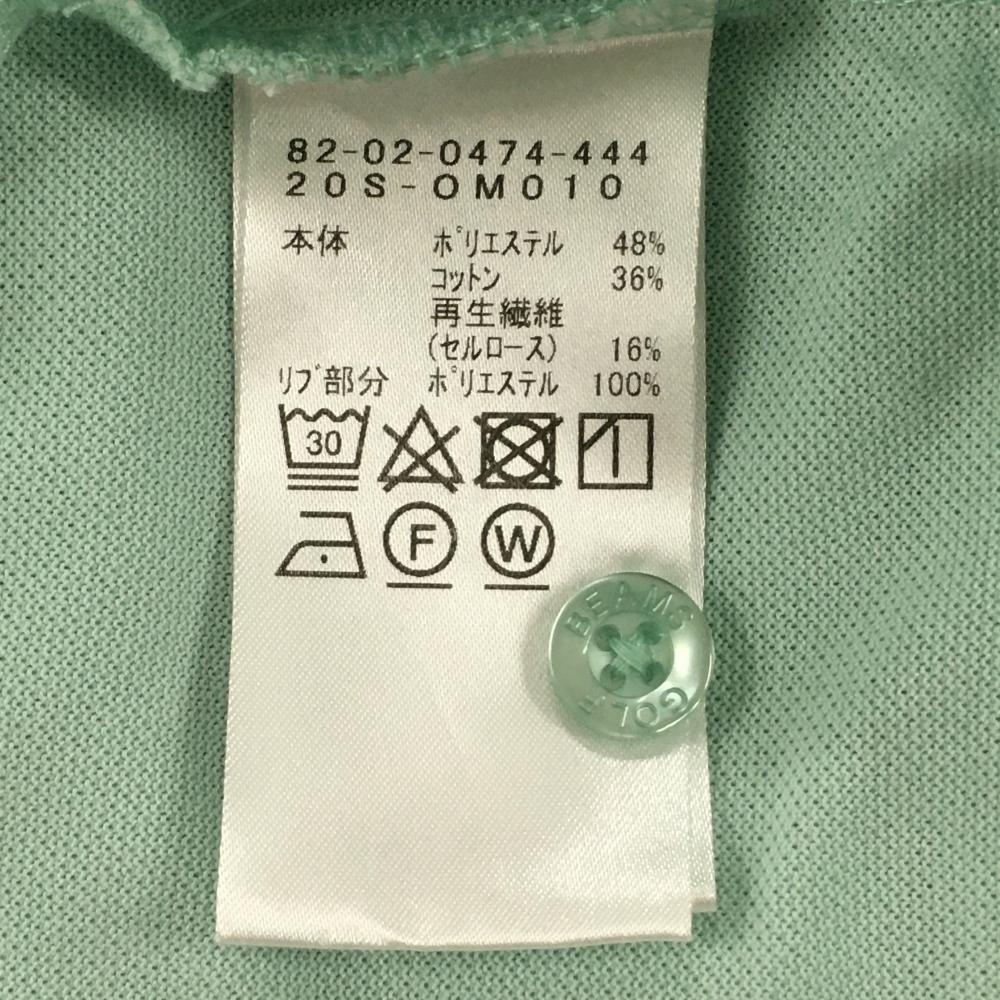 82-02-0474-444
20S-OM010
本体 ポリエステル 48%
コットン 36%
再生繊維
(セルロース) 16%
リブ部分 ポリエステル 100%
30
F W
BEAMS
GOLF